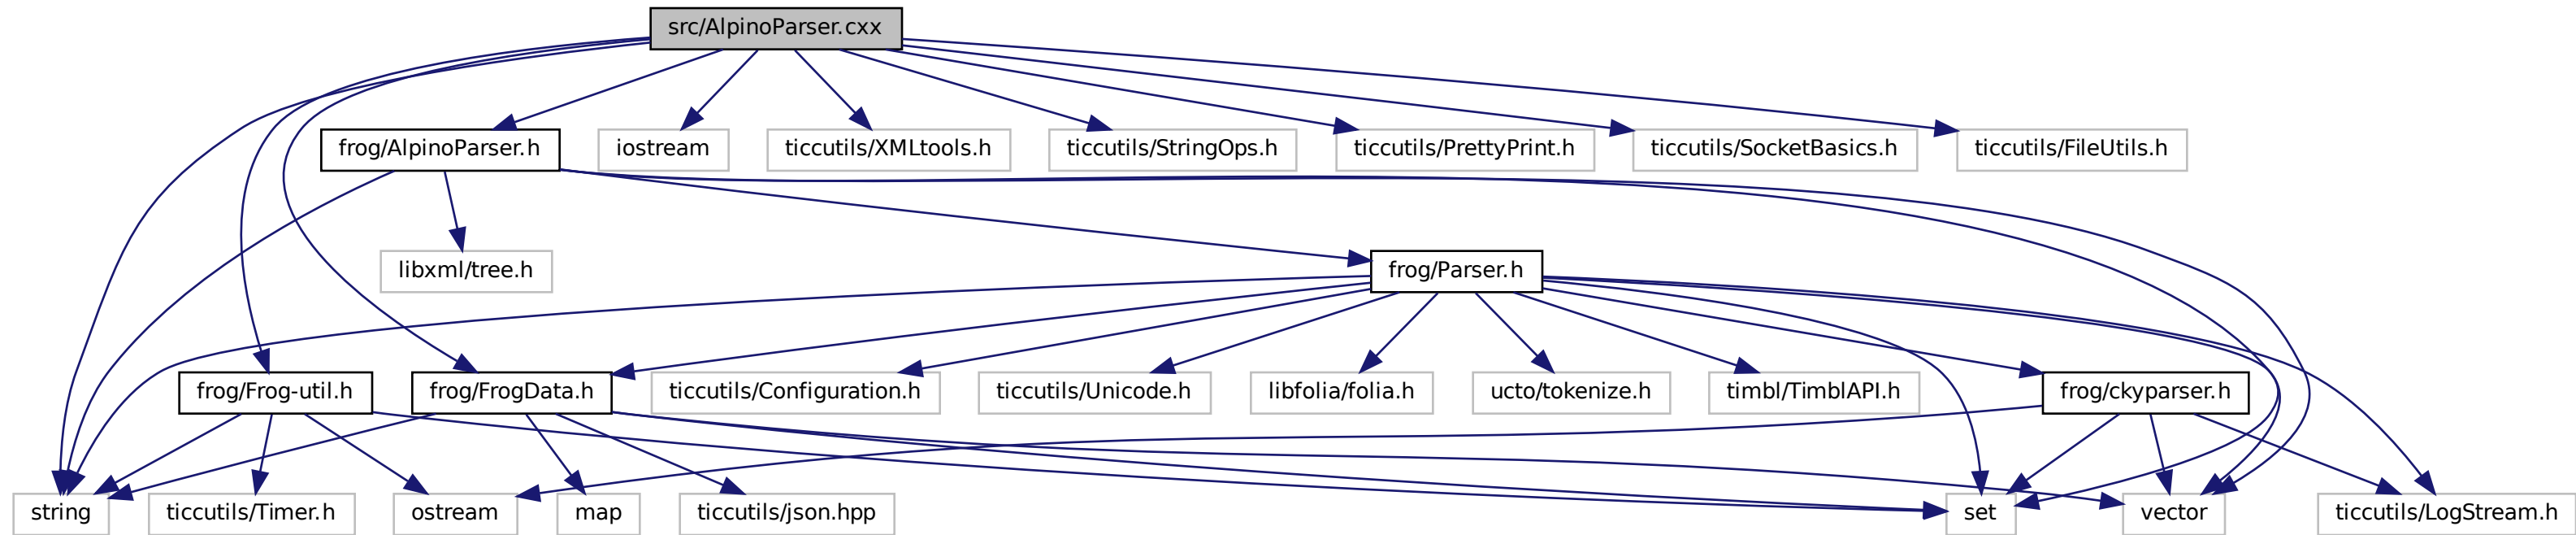 src/AlpinoParser.cxx
frog/AlpinoParser.h
iostream
ticcutils/XMLtools.h
ticcutils/StringOps.h
ticcutils/PrettyPrint.h
ticcutils/SocketBasics.h
ticcutils/FileUtils.h
libxml/tree.h
frog/Parser.h
frog/Frog-util.h
frog/FrogData.h
ticcutils/Configuration.h
ticcutils/Unicode.h
libfolia/folia.h
ucto/tokenize.h
timbl/TimblAPI.h
frog/ckyparser.h
string
ticcutils/Timer.h
ostream
map
ticcutils/json.hpp
set
vector
ticcutils/LogStream.h